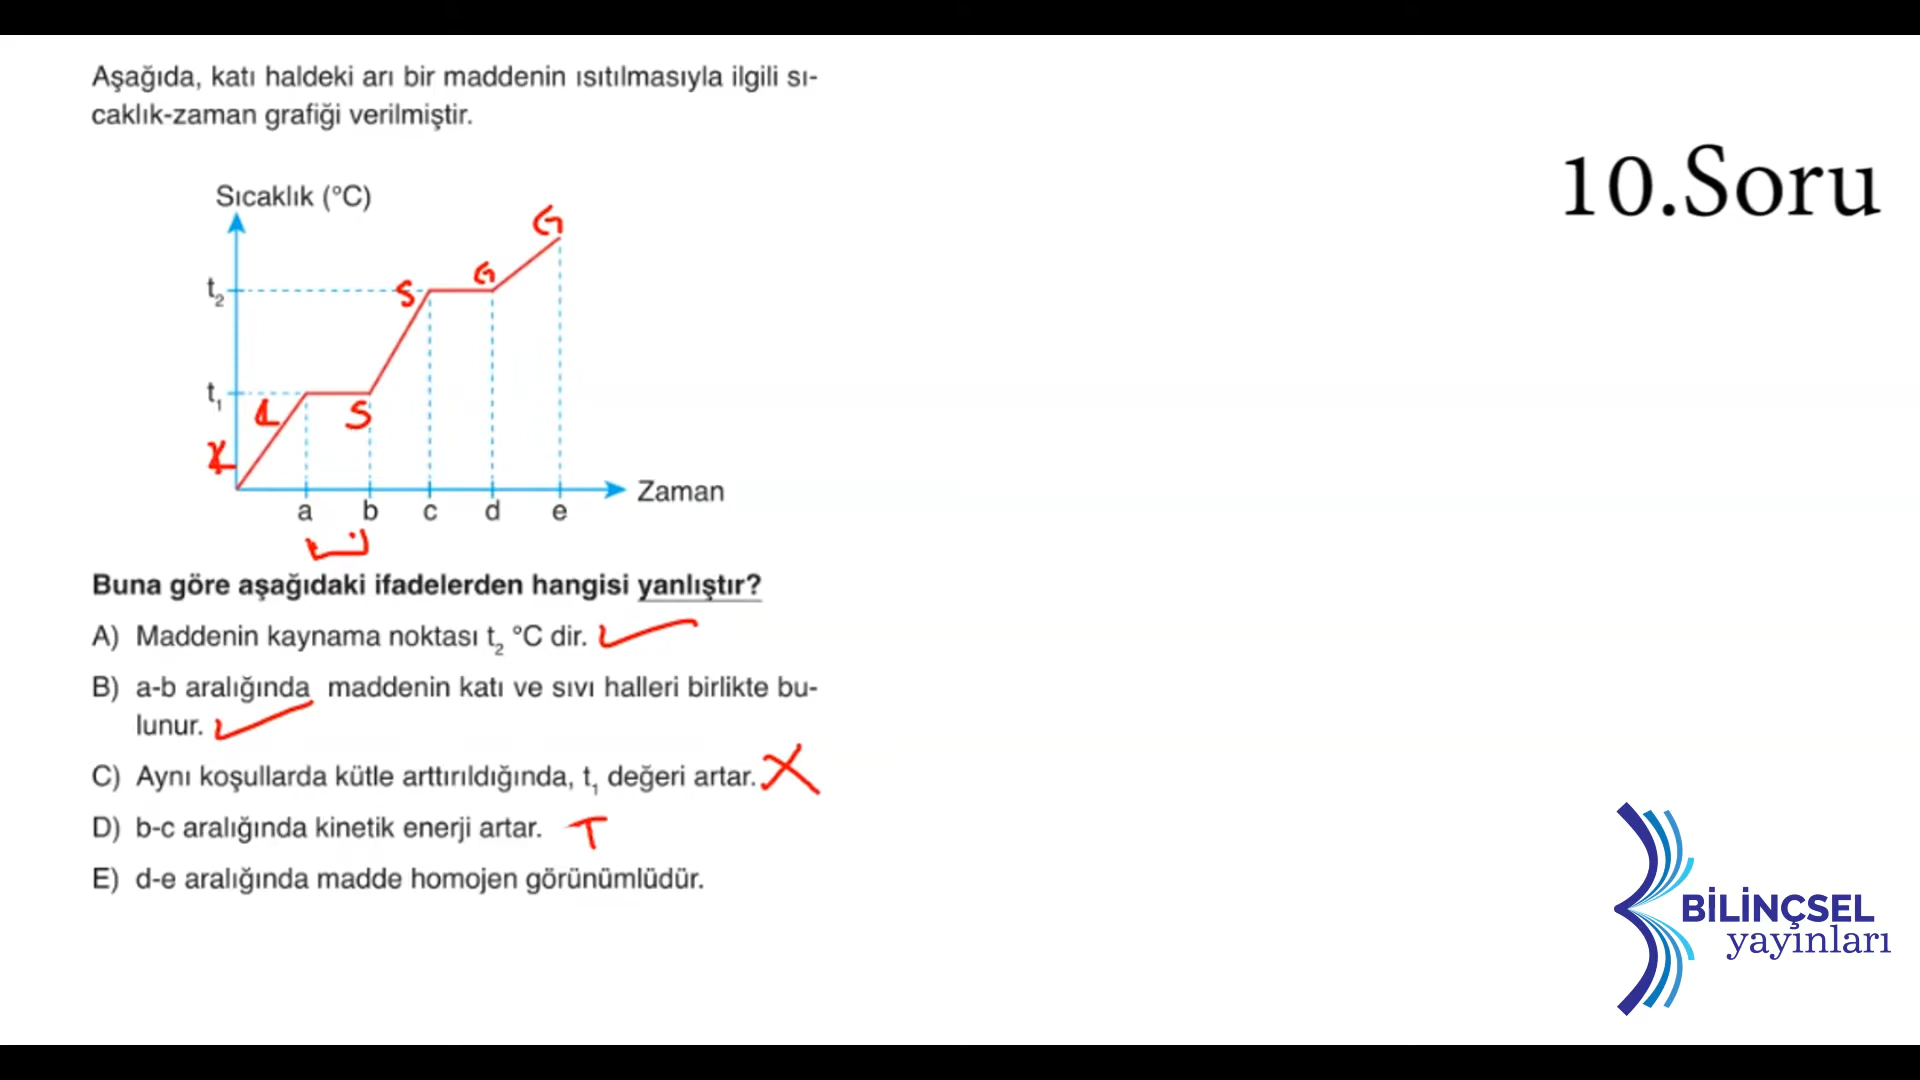 Aşağıda, katı haldeki arı bir maddenin ısıtılmasıyla ilgili sı-
caklık-zaman grafiği verilmiştir.
10.Soru
Sıcaklık (°C)
G
t2
S
G
t1
L
S
K
Zaman
a b c d e
Buna göre aşağıdaki ifadelerden hangisi yanlıştır?
A) Maddenin kaynama noktası t2 °C dir.
B) a-b aralığında maddenin katı ve sıvı halleri birlikte bu-
lunur.
C) Aynı koşullarda kütle arttırıldığında, t1 değeri artar.
D) b-c aralığında kinetik enerji artar. T
E) d-e aralığında madde homojen görünümlüdür.
BİLİNÇSEL
yayınları